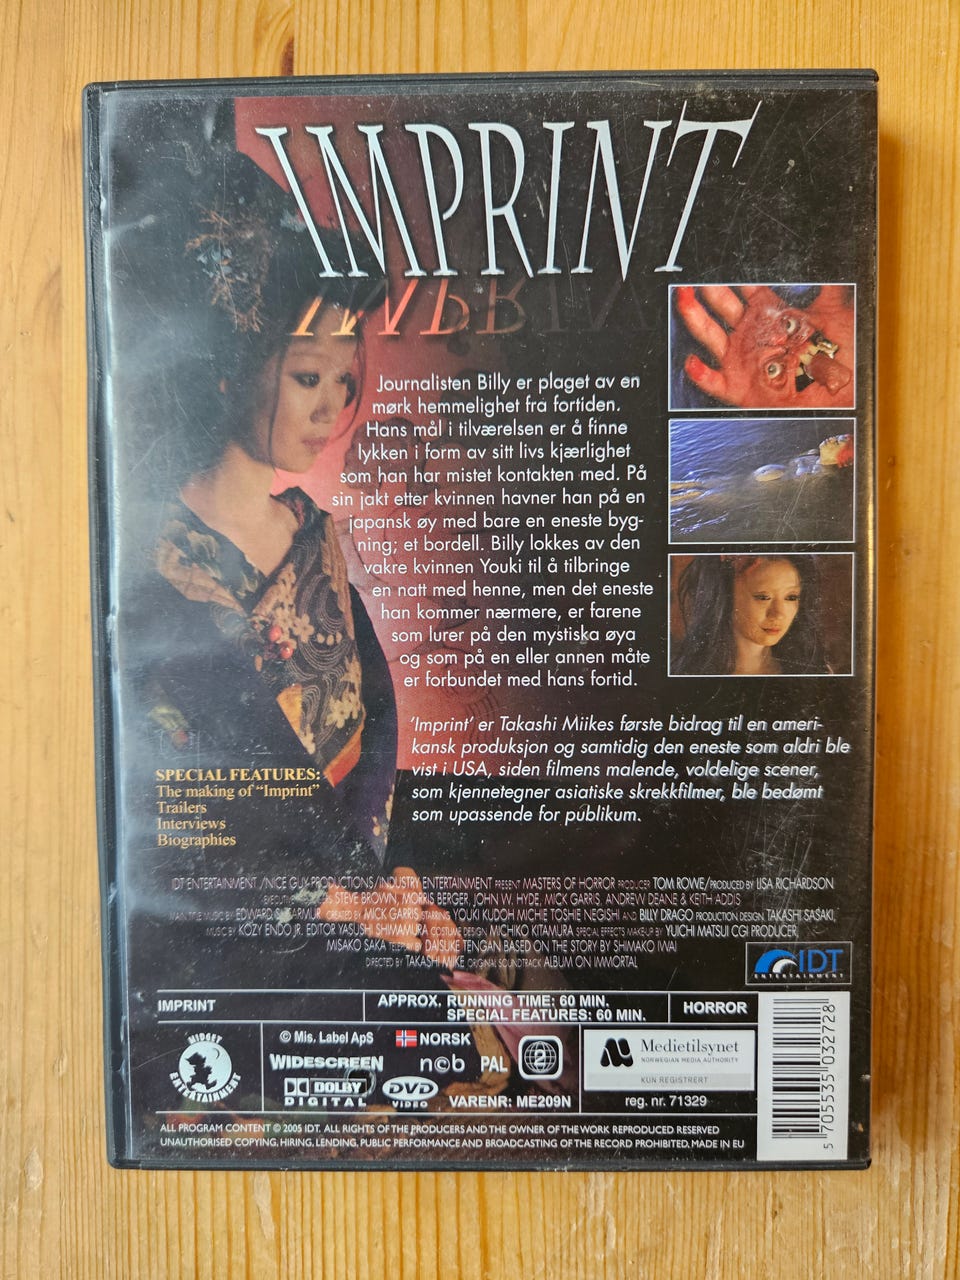 IMPRINT
Journalisten Billy er plaget av en
mørk hemmelighet fra fortiden.
Hans mål i tilværelsen er å finne
lykken i form av sitt livs kjærlighet
som han har mistet kontakten med. På
sin jakt etter kvinnen havner han på en
japansk øy med bare en eneste byg-
ning; et bordell. Billy lokkes av den
vakre kvinnen Youki til å tilbringe
en natt med henne, men det eneste
han kommer nærmere, er farene
som lurer på den mystiska øya
og som på en eller annen måte
er forbundet med hans fortid.
'Imprint' er Takashi Miikes første bidrag til en ameri-
kansk produksjon og samtidig den eneste som aldri ble
vist i USA, siden filmens malende, voldelige scener,
som kjennetegner asiatiske skrekkfilmer, ble bedømt
som upassende for publikum.
SPECIAL FEATURES:
The making of "Imprint"
Trailers
Interviews
Biographies
IDT ENTERTAINMENT /NICE GUY PRODUCTIONS/INDUSTRY ENTERTAINMENT PRESENT MASTERS OF HORROR PRODUCER TOM ROWE/PRODUCED BY LISA RICHARDSON
STEVE BROWN, MORRIS BERGER, JOHN W. HYDE, MICK GARRIS, ANDREW DEANE & KEITH ADDIS
MAIN TITLE MUSIC BY EDWARD CREATED BY MICK GARRIS STARRING YOUKI KUDOH MICHIE TOSHIE NEGISHI AND BILLY DRAGO PRODUCTION DESIGN TAKASHI SASAKI,
MUSIC BY KOZY ENDO JR. EDITOR YASUSHI SHIMAMURA COSTUME DESIGN MICHIKO KITAMURA SPECIAL EFFECTS MAKE-UP BY YUICHI MATSUI CGI PRODUCER,
MISAKO SAKA TELEPLAY BY DAISUKE TENGAN BASED ON THE STORY BY SHIMAKO IWAI
DIRECTED BY TAKASHI MIIKE ORIGINAL SOUNDTRACK ALBUM ON IMMORTAL
IDT
ENTERTAINMENT
IMPRINT
APPROX. RUNNING TIME: 60 MIN.
SPECIAL FEATURES: 60 MIN.
HORROR
MIDGET
ENTERTAINMENT
© Mis. Label ApS
NORSK
WIDESCREEN
ncb
PAL
2
DOLBY
DIGITAL
DVD
VIDEO
VARENR: ME209N
Medietilsynet
NORWEGIAN MEDIA AUTHORITY
KUN REGISTRERT
reg. nr. 71329
5 705535 032728
ALL PROGRAM CONTENT © 2005 IDT. ALL RIGHTS OF THE PRODUCERS AND THE OWNER OF THE WORK REPRODUCED RESERVED
UNAUTHORISED COPYING, HIRING, LENDING, PUBLIC PERFORMANCE AND BROADCASTING OF THE RECORD PROHIBITED. MADE IN EU